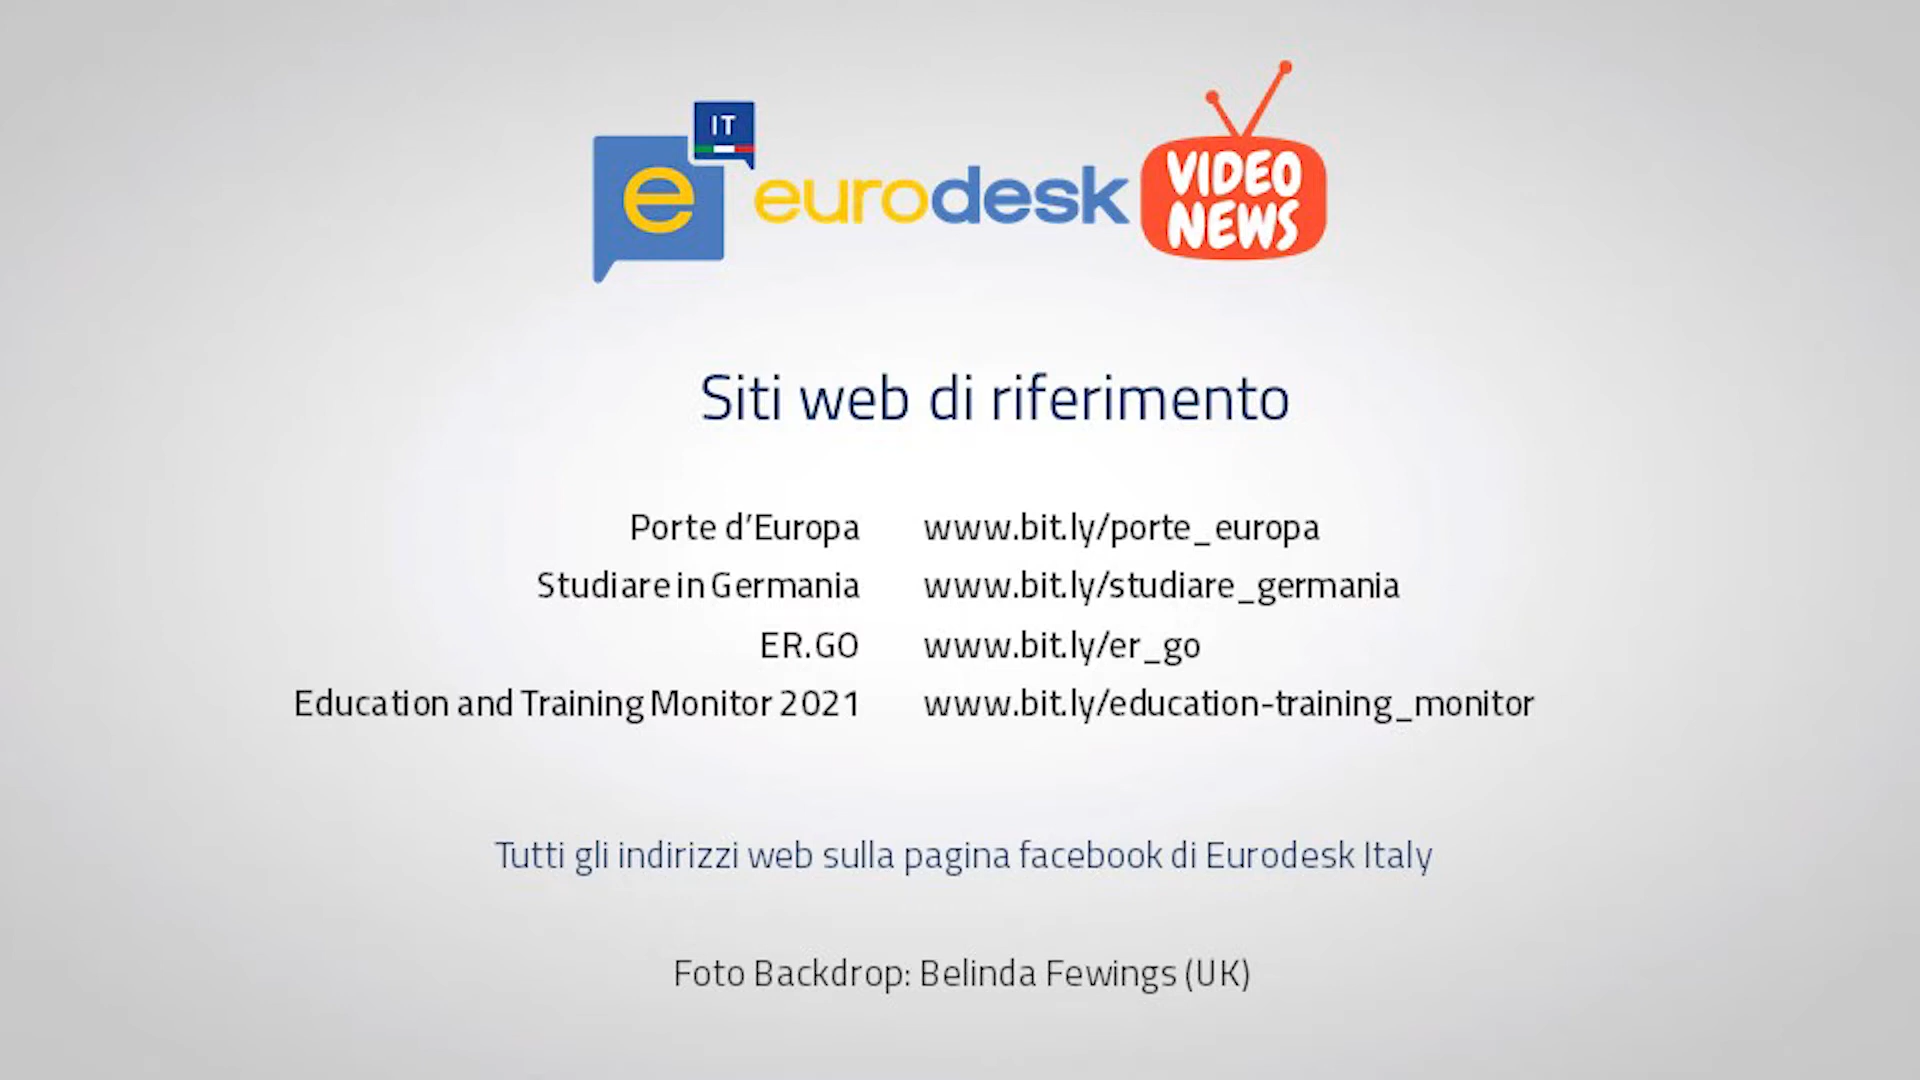 IT
e eurodesk VIDEO
NEWS
Siti web di riferimento
Porte d’Europa www.bit.ly/porte_europa
Studiare in Germania www.bit.ly/studiare_germania
ER.GO www.bit.ly/er_go
Education and Training Monitor 2021 www.bit.ly/education-training_monitor
Tutti gli indirizzi web sulla pagina facebook di Eurodesk Italy
Foto Backdrop: Belinda Fewings (UK)